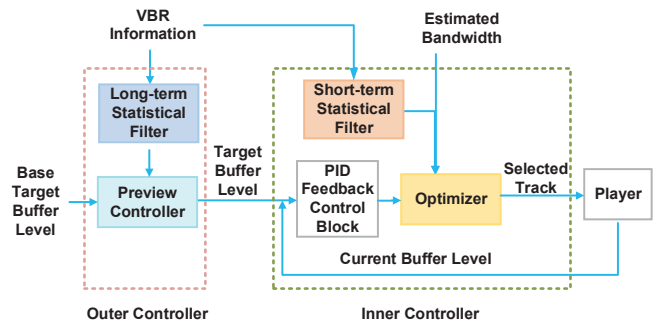 VBR
Information
Estimated
Bandwidth
Long-term
Statistical
Filter
Short-term
Statistical
Filter
Base
Target
Buffer
Level
Preview
Controller
Target
Buffer
Level
PID
Feedback
Control
Block
Optimizer
Selected
Track
Player
Current Buffer Level
Outer Controller
Inner Controller